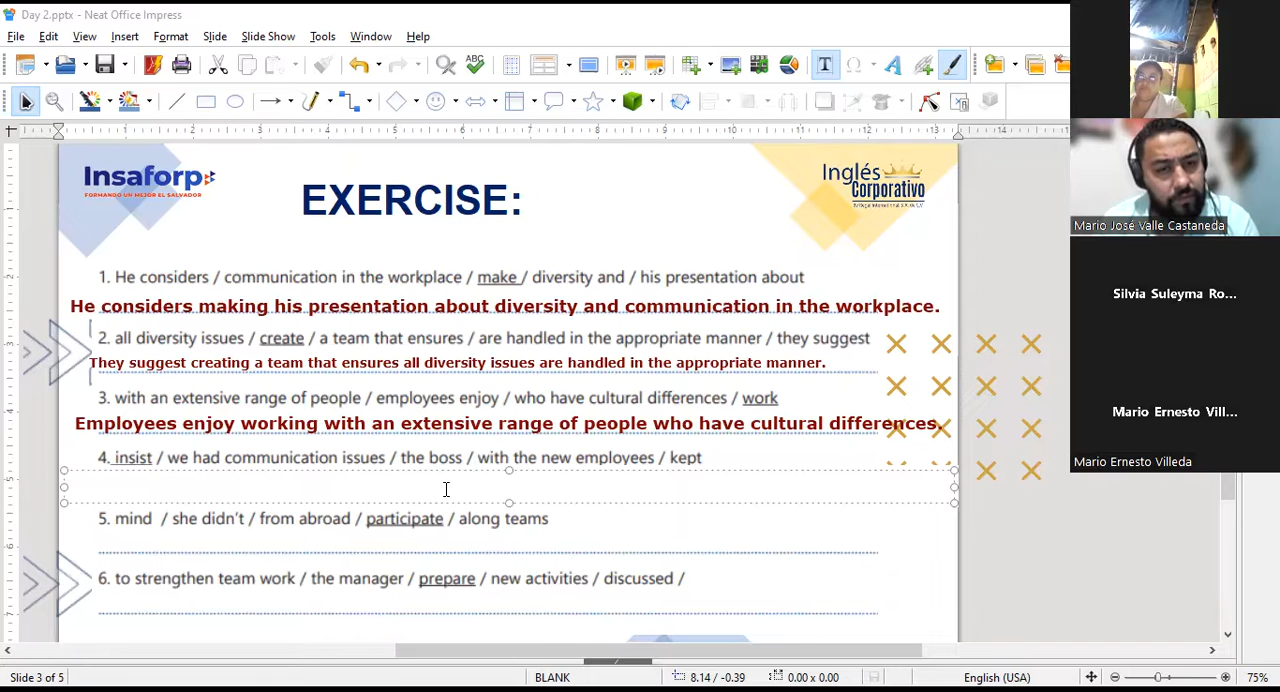 Day 2.pptx - Neat Office Impress
File Edit View Insert Format Slide Slide Show Tools Window Help
Insaforp
FORMANDO UN MEJOR EL SALVADOR
EXERCISE:
Inglés
Corporativo
1. He considers / communication in the workplace / make / diversity and / his presentation about
He considers making his presentation about diversity and communication in the workplace.
2. all diversity issues / create / a team that ensures / are handled in the appropriate manner / they suggest
They suggest creating a team that ensures all diversity issues are handled in the appropriate manner.
3. with an extensive range of people / employees enjoy / who have cultural differences / work
Employees enjoy working with an extensive range of people who have cultural differences.
4. insist / we had communication issues / the boss / with the new employees / kept
5. mind / she didn't / from abroad / participate / along teams
6. to strengthen team work / the manager / prepare / new activities / discussed /
Mario José Valle Castaneda
Silvia Suleyma Ro...
Mario Ernesto Vill...
Mario Ernesto Villeda
Slide 3 of 5 BLANK 8.14 / -0.39 0.00 x 0.00 English (USA) 75%